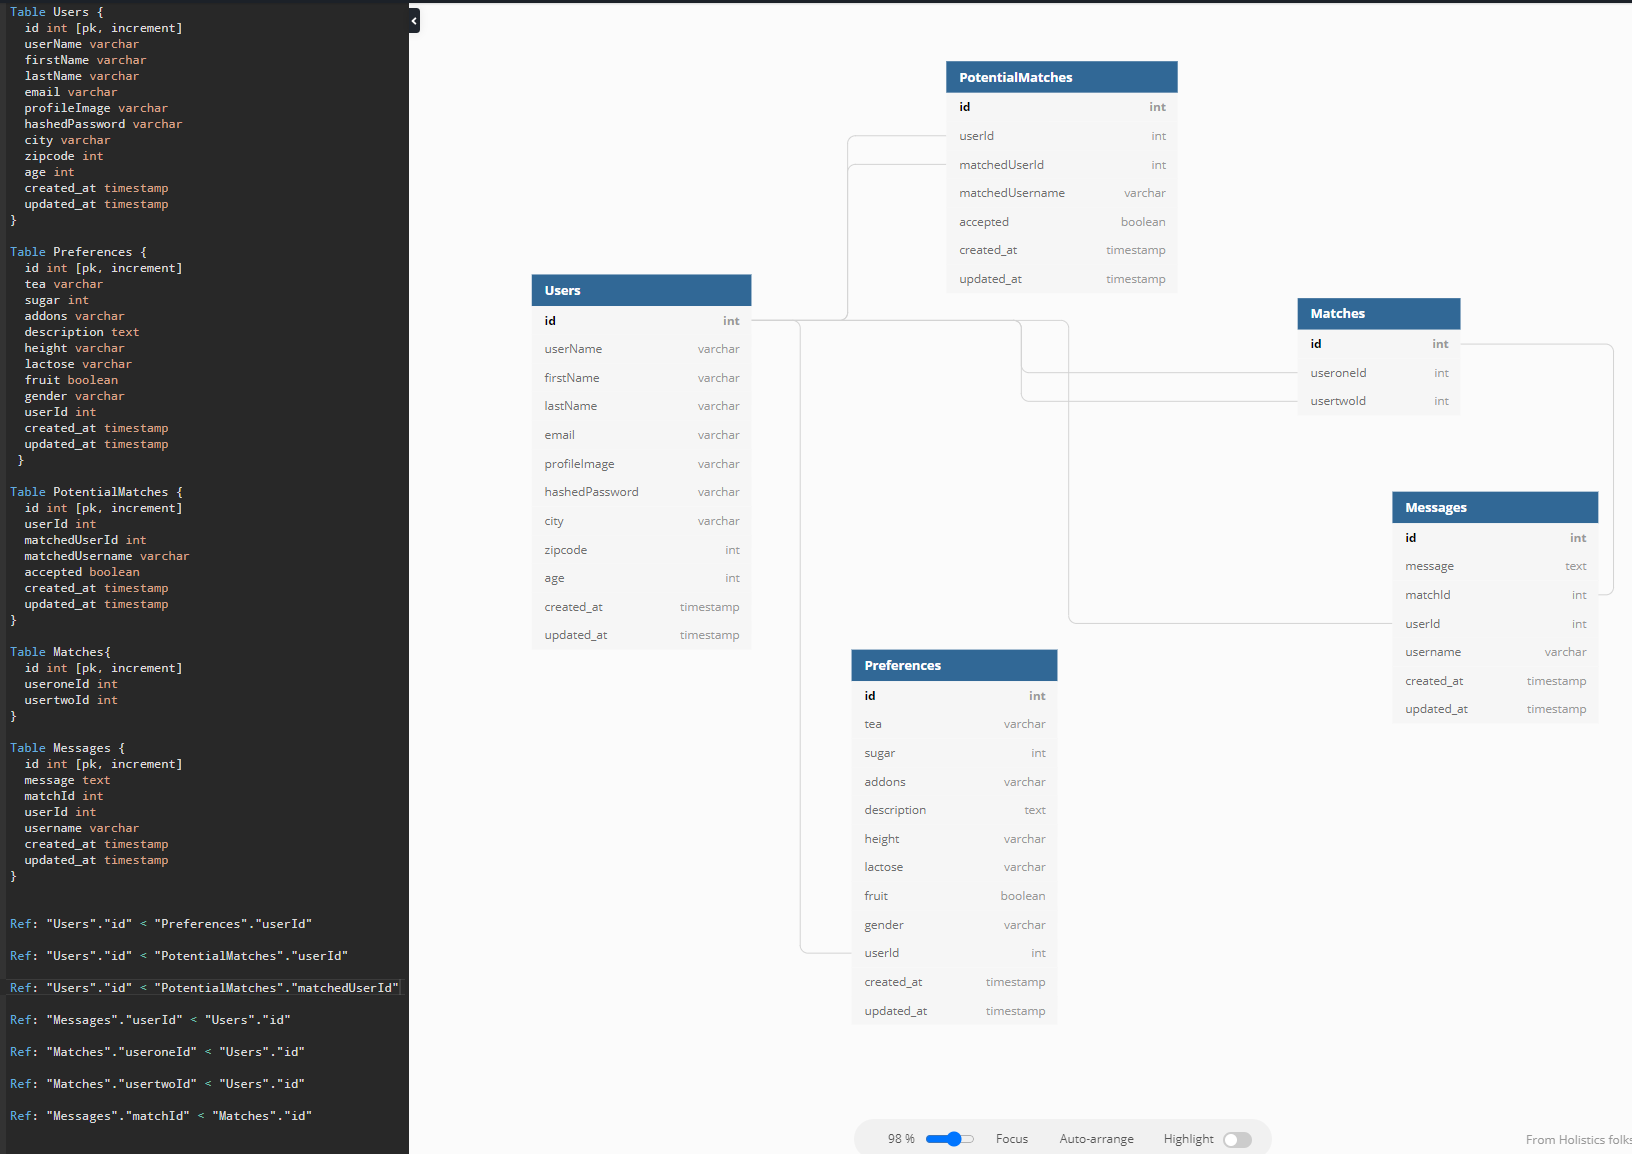 Table Users {
id int [pk, increment]
userName varchar
firstName varchar
lastName varchar
email varchar
profileImage varchar
hashedPassword varchar
city varchar
zipcode int
age int
created_at timestamp
updated_at timestamp
}
Table Preferences {
id int [pk, increment]
tea varchar
sugar int
addons varchar
description text
height varchar
lactose varchar
fruit boolean
gender varchar
userId int
created_at timestamp
updated_at timestamp
}
Table PotentialMatches {
id int [pk, increment]
userId int
matchedUserId int
matchedUsername varchar
accepted boolean
created_at timestamp
updated_at timestamp
}
Table Matches{
id int [pk, increment]
useroneId int
usertwoId int
}
Table Messages {
id int [pk, increment]
message text
matchId int
userId int
username varchar
created_at timestamp
updated_at timestamp
}
Ref: "Users"."id" < "Preferences"."userId"
Ref: "Users"."id" < "PotentialMatches"."userId"
Ref: "Users"."id" < "PotentialMatches"."matchedUserId"
Ref: "Messages"."userId" < "Users"."id"
Ref: "Matches"."useroneId" < "Users"."id"
Ref: "Matches"."usertwoId" < "Users"."id"
Ref: "Messages"."matchId" < "Matches"."id"
PotentialMatches
id int
userId int
matchedUserId int
matchedUsername varchar
accepted boolean
created_at timestamp
updated_at timestamp
Users
id int
userName varchar
firstName varchar
lastName varchar
email varchar
profileImage varchar
hashedPassword varchar
city varchar
zipcode int
age int
created_at timestamp
updated_at timestamp
Matches
id int
useroneId int
usertwoId int
Messages
id int
message text
matchId int
userId int
username varchar
created_at timestamp
updated_at timestamp
Preferences
id int
tea varchar
sugar int
addons varchar
description text
height varchar
lactose varchar
fruit boolean
gender varchar
userId int
created_at timestamp
updated_at timestamp
98 % Focus Auto-arrange Highlight
From Holistics folks